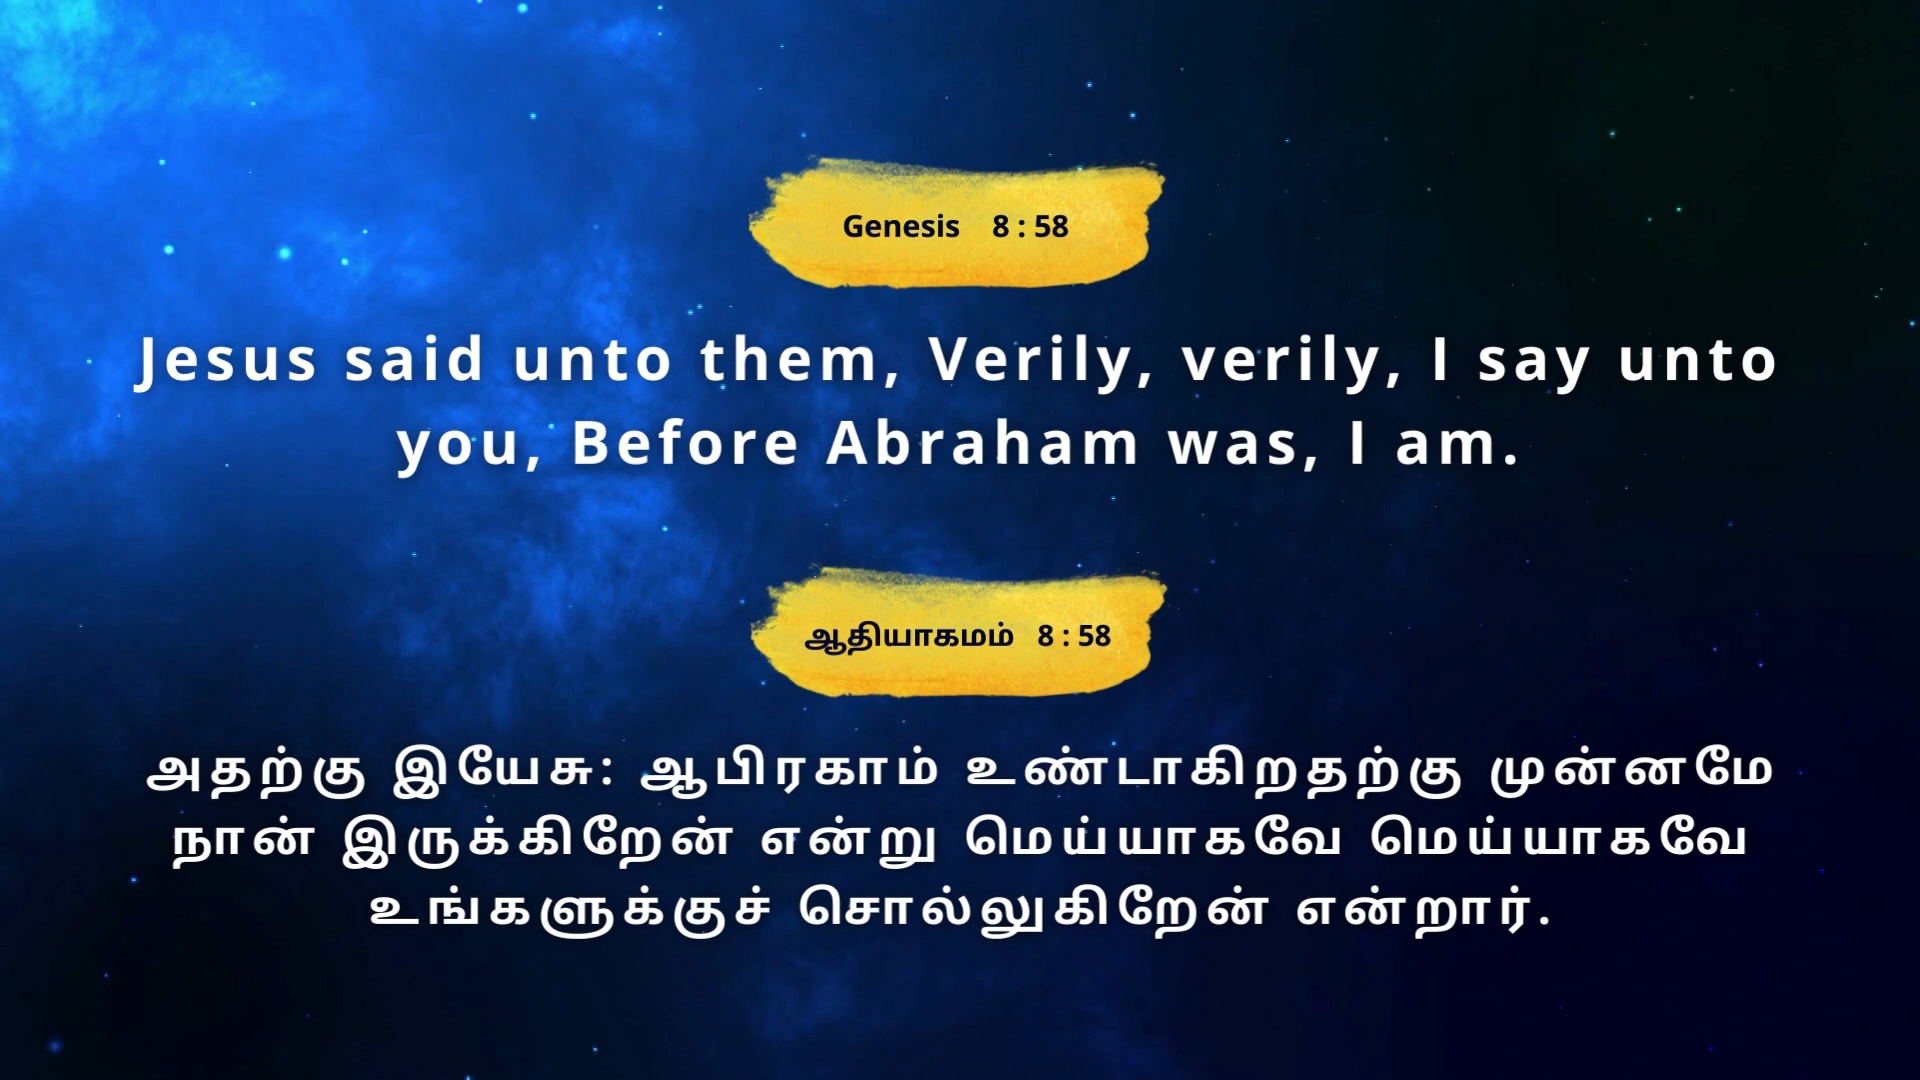 Genesis 8 : 58
Jesus said unto them, Verily, verily, I say unto
you, Before Abraham was, I am.
ஆதியாகமம் 8 : 58
அதற்கு இயேசு: ஆபிரகாம் உண்டாகிறதற்கு முன்னமே
நான் இருக்கிறேன் என்று மெய்யாகவே மெய்யாகவே
உங்களுக்குச் சொல்லுகிறேன் என்றார்.